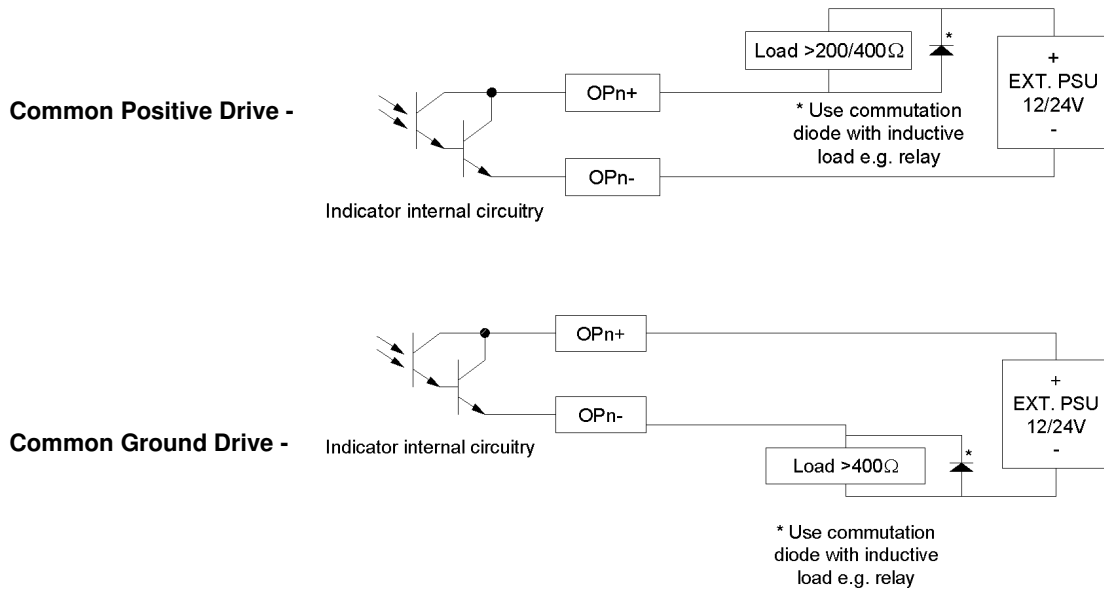 Common Positive Drive -
OPn+
OPn-
Indicator internal circuitry
Load >200/400Ω
*
* Use commutation
diode with inductive
load e.g. relay
+
EXT. PSU
12/24V
-
Common Ground Drive -
OPn+
OPn-
Indicator internal circuitry
Load >400Ω
*
* Use commutation
diode with inductive
load e.g. relay
+
EXT. PSU
12/24V
-